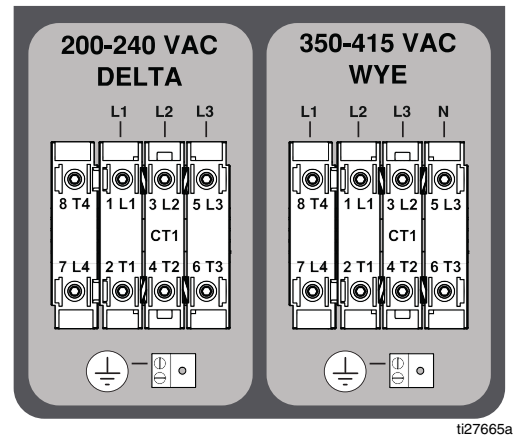 200-240 VAC
DELTA
L1 L2 L3
8 T4 1 L1 3 L2 5 L3
CT1
7 L4 2 T1 4 T2 6 T3
350-415 VAC
WYE
L1 L2 L3 N
8 T4 1 L1 3 L2 5 L3
CT1
7 L4 2 T1 4 T2 6 T3
ti27665a